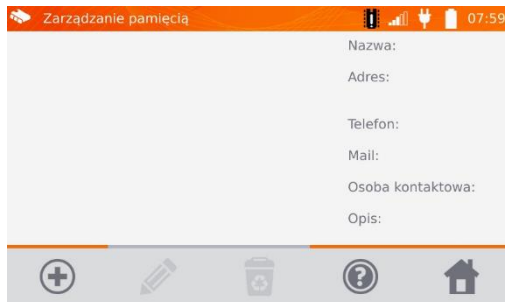 Zarządzanie pamięcią
07:59
Nazwa:
Adres:
Telefon:
Mail:
Osoba kontaktowa:
Opis: